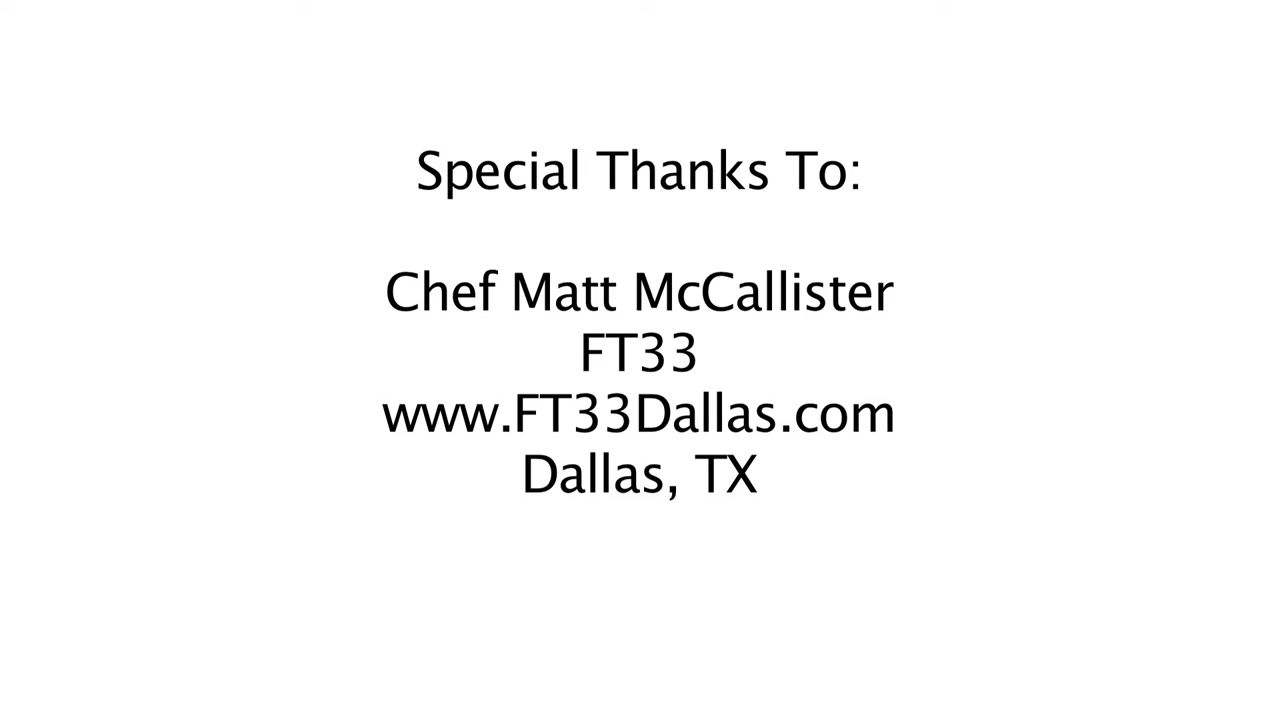 Special Thanks To:
Chef Matt McCallister
FT33
www.FT33Dallas.com
Dallas, TX